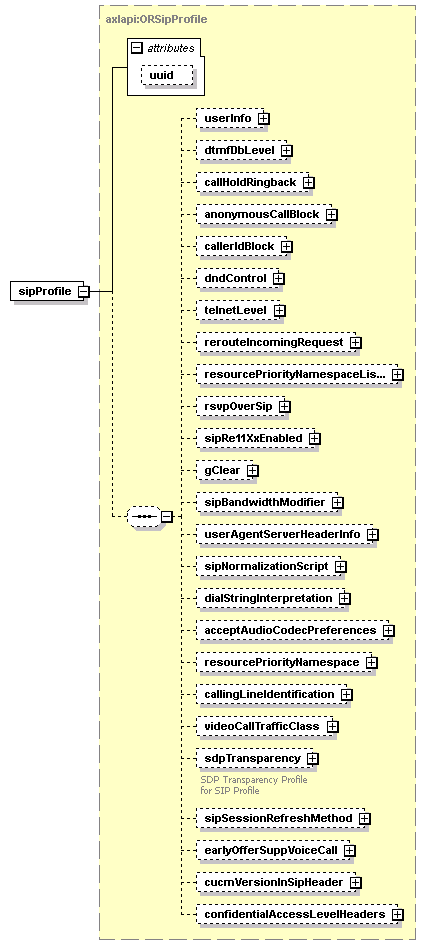 axlapi:ORSipProfile
attributes
uuid
userInfo
dtmfDbLevel
callHoldRingback
anonymousCallBlock
callerIdBlock
dndControl
sipProfile
telnetLevel
rerouteIncomingRequest
resourcePriorityNamespaceLis...
rsvpOverSip
sipRe11XxEnabled
gClear
sipBandwidthModifier
userAgentServerHeaderInfo
sipNormalizationScript
dialStringInterpretation
acceptAudioCodecPreferences
resourcePriorityNamespace
callingLineIdentification
videoCallTrafficClass
sdpTransparency
SDP Transparency Profile
for SIP Profile
sipSessionRefreshMethod
earlyOfferSuppVoiceCall
cucmVersionInSipHeader
confidentialAccessLevelHeaders